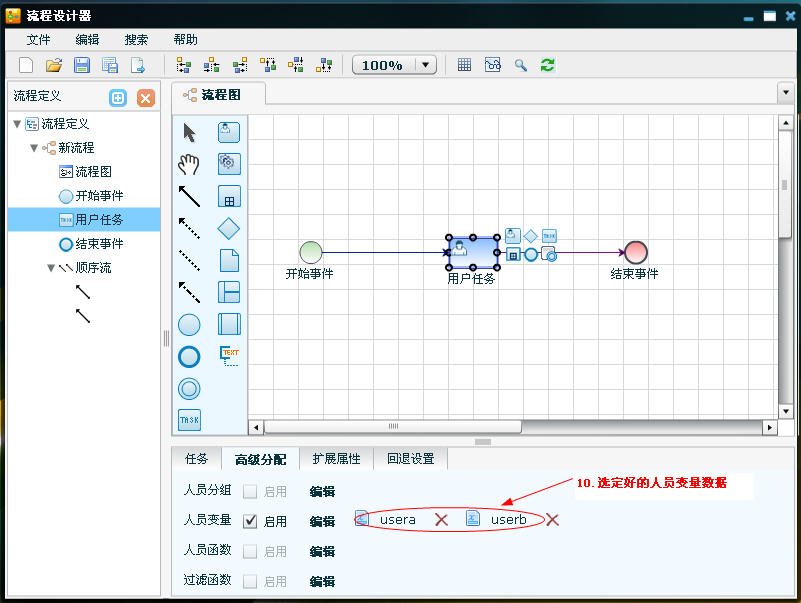 流程设计器
文件 编辑 搜索 帮助
100%
流程定义
流程图
流程定义
新流程
流程图
开始事件
用户任务
结束事件
顺序流
TASK
TEXT
TASK
开始事件
用户任务
结束事件
任务 高级分配 扩展属性 回退设置
人员分组 启用 编辑
10.选定好的人员变量数据
人员变量 启用 编辑 usera userb
人员函数 启用 编辑
过滤函数 启用 编辑